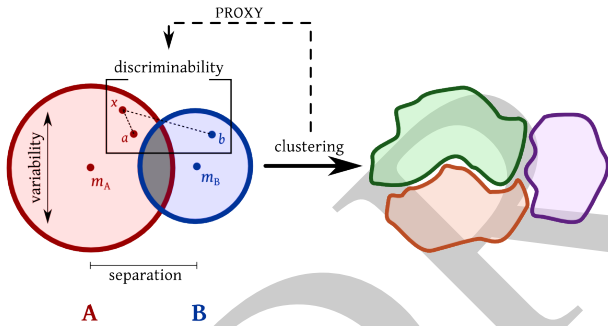 PROXY
discriminability
x
a
b
clustering
variability
m_A
m_B
separation
A
B